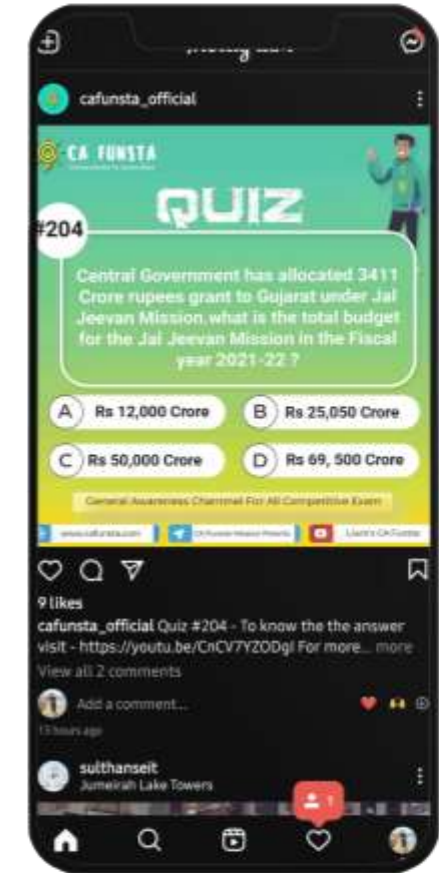 cafunsta_official
CA FUNSTA
QUIZ
#204
Central Government has allocated 3411
Crore rupees grant to Gujarat under Jal
Jeevan Mission,what is the total budget
for the Jal Jeevan Mission in the Fiscal
year 2021-22 ?
A Rs 12,000 Crore
B Rs 25,050 Crore
C Rs 50,000 Crore
D Rs 69, 500 Crore
General Awareness Channnel For All Competitive Exam
www.cafunsta.com
9 likes
cafunsta_official Quiz #204 - To know the the answer
visit - https://youtu.be/CnCV7YZODgI For more... more
View all 2 comments
Add a comment...
13 hours ago
sulthanseit
Jumeirah Lake Towers
1